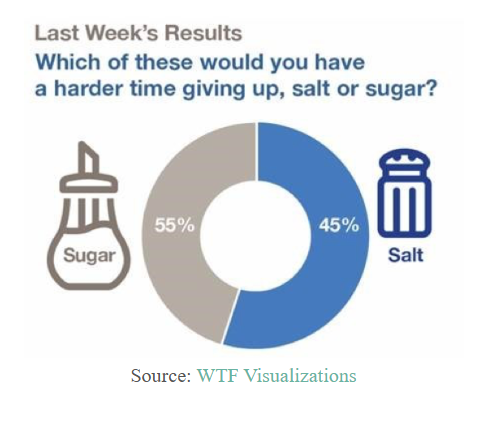 Last Week's Results
Which of these would you have
a harder time giving up, salt or sugar?
55%
45%
Sugar
Salt
Source: WTF Visualizations